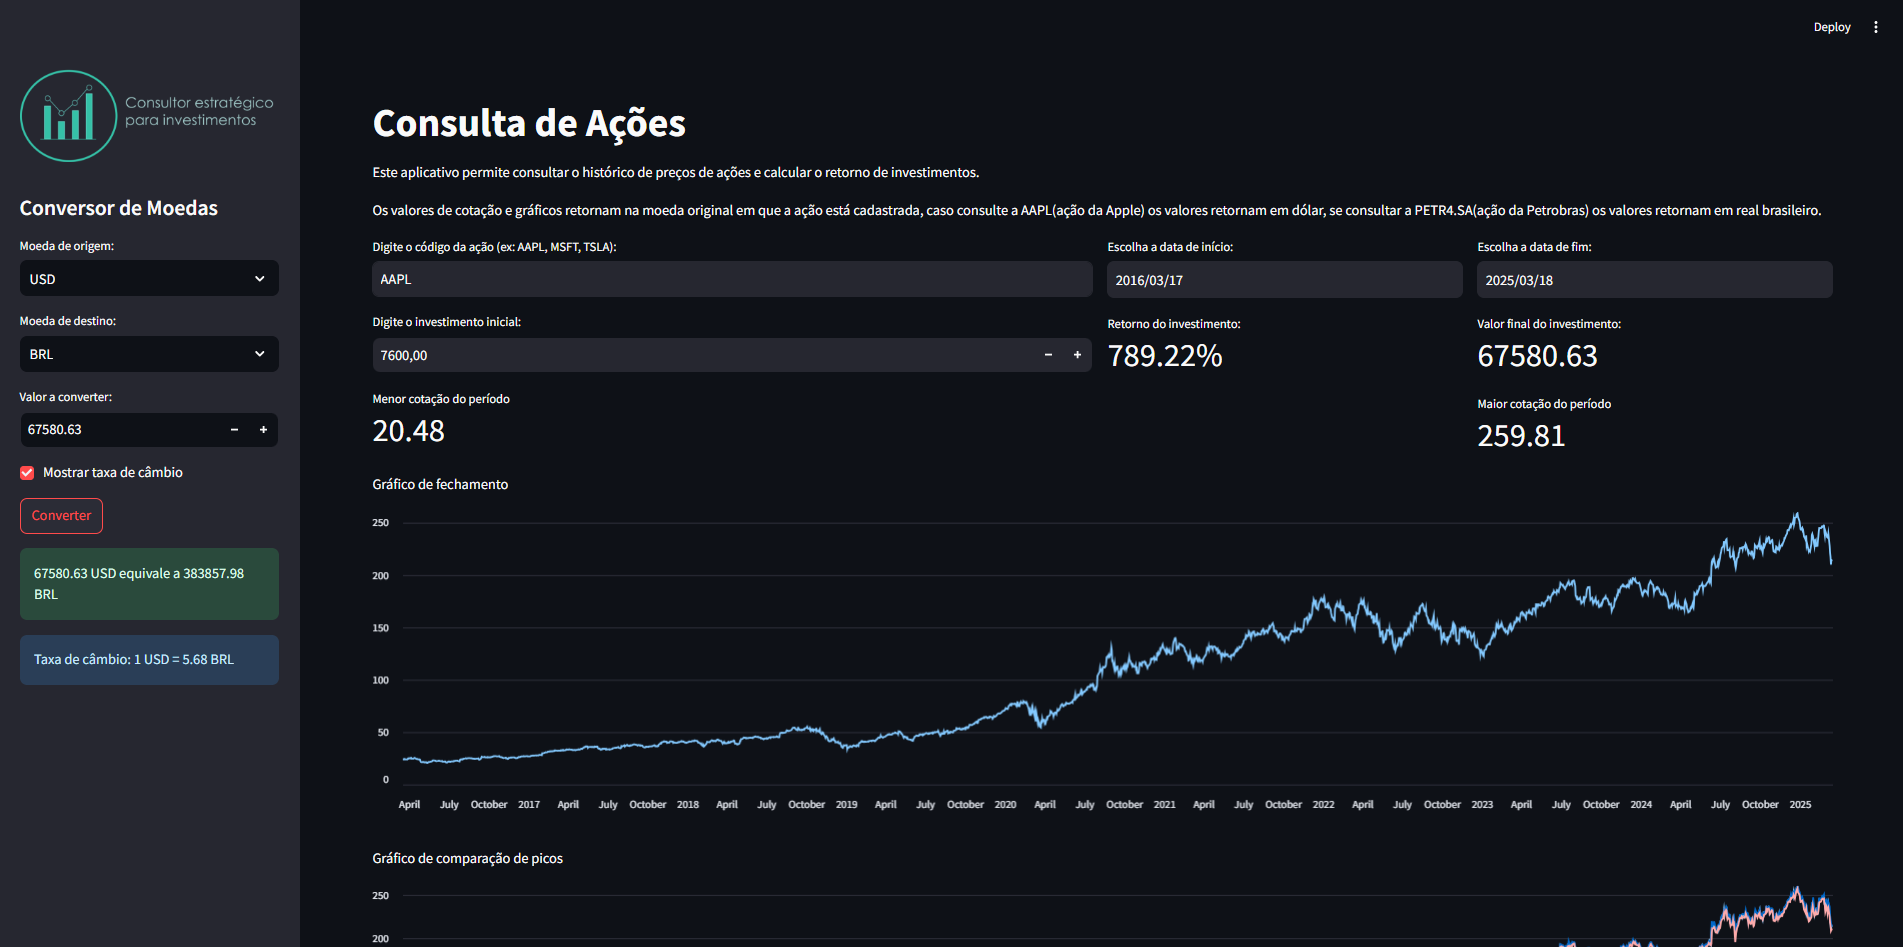 Deploy
Consultor estratégico
para investimentos
Conversor de Moedas
Moeda de origem:
USD
Moeda de destino:
BRL
Valor a converter:
67580.63
Mostrar taxa de câmbio
Converter
67580.63 USD equivale a 383857.98
BRL
Taxa de câmbio: 1 USD = 5.68 BRL
Consulta de Ações
Este aplicativo permite consultar o histórico de preços de ações e calcular o retorno de investimentos.
Os valores de cotação e gráficos retornam na moeda original em que a ação está cadastrada, caso consulte a AAPL(ação da Apple) os valores retornam em dólar, se consultar a PETR4.SA(ação da Petrobras) os valores retornam em real brasileiro.
Digite o código da ação (ex: AAPL, MSFT, TSLA):
AAPL
Escolha a data de início:
2016/03/17
Escolha a data de fim:
2025/03/18
Digite o investimento inicial:
7600,00
Retorno do investimento:
789.22%
Valor final do investimento:
67580.63
Menor cotação do período
20.48
Maior cotação do período
259.81
Gráfico de fechamento
250
200
150
100
50
0
April July October 2017 April July October 2018 April July October 2019 April July October 2020 April July October 2021 April July October 2022 April July October 2023 April July October 2024 April July October 2025
Gráfico de comparação de picos
250
200